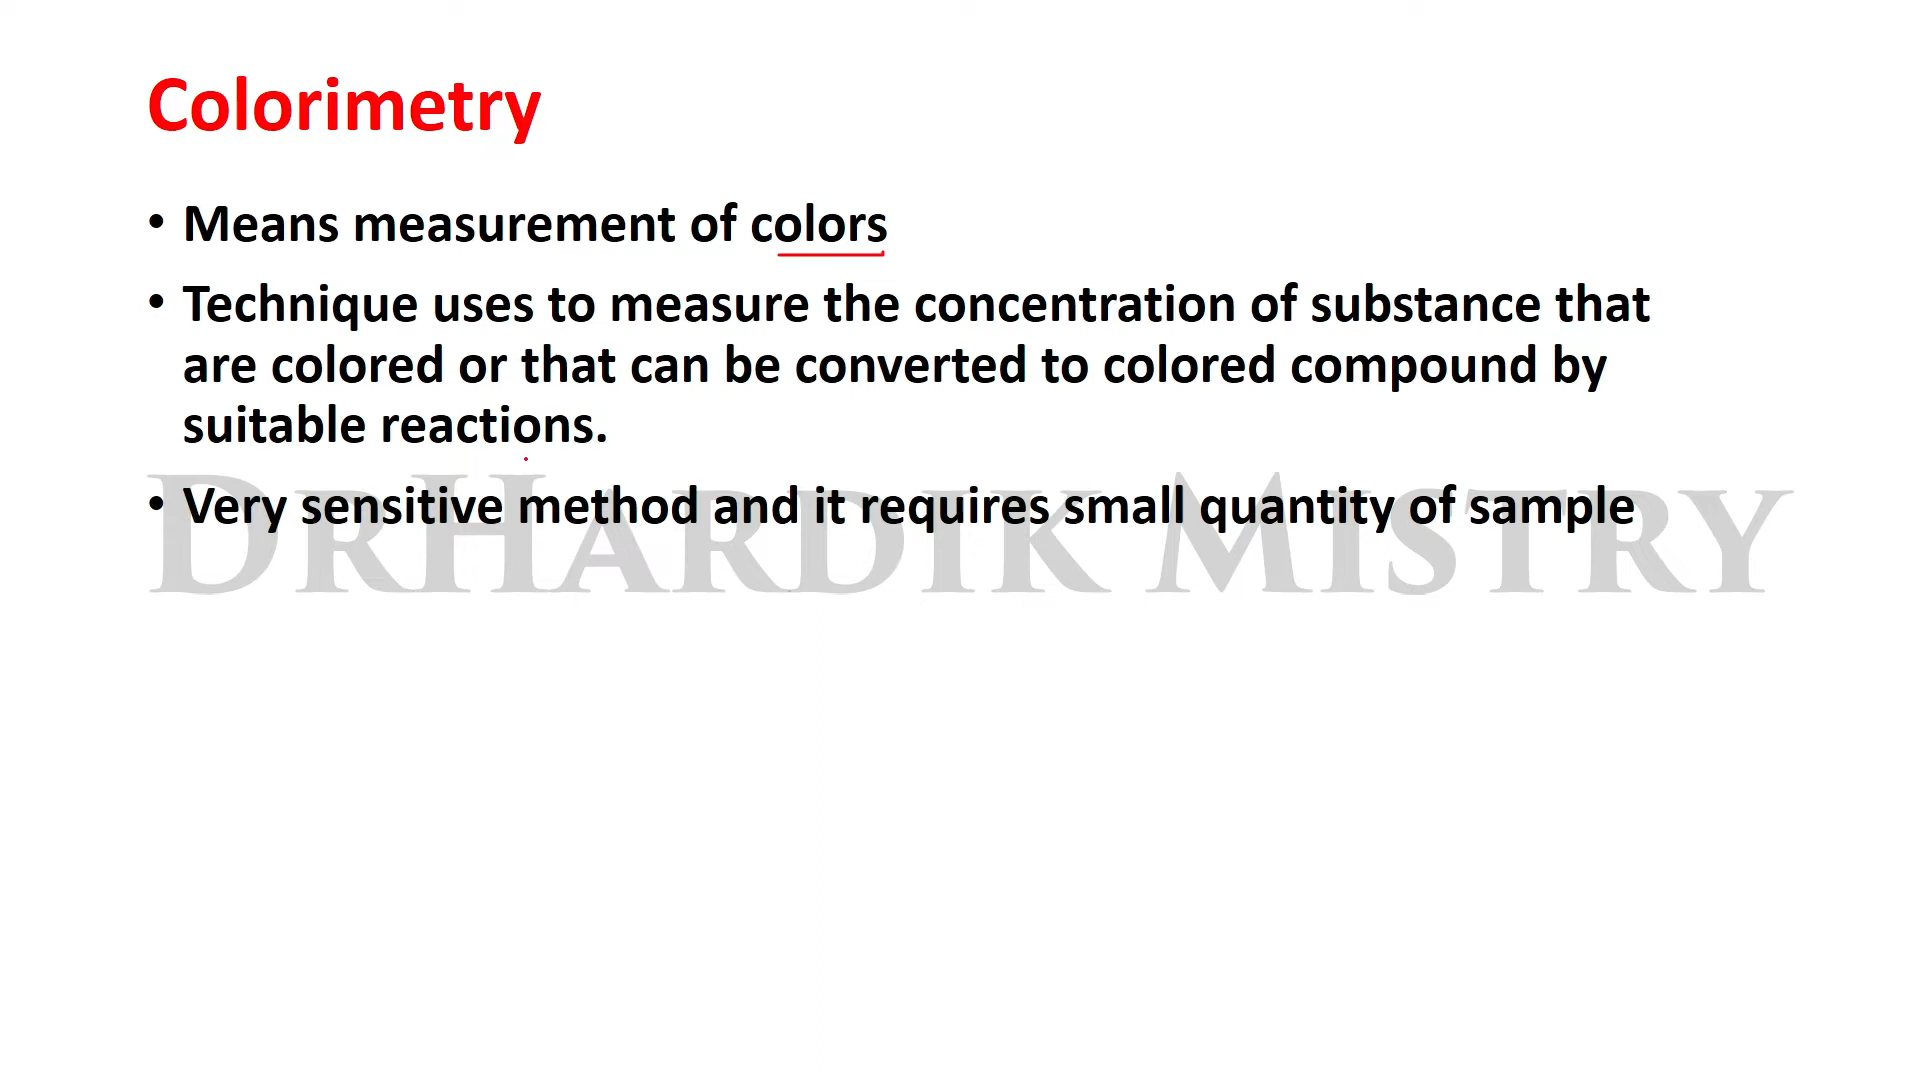 Colorimetry
• Means measurement of colors
• Technique uses to measure the concentration of substance that
are colored or that can be converted to colored compound by
suitable reactions.
• Very sensitive method and it requires small quantity of sample
DrHardik Mistry